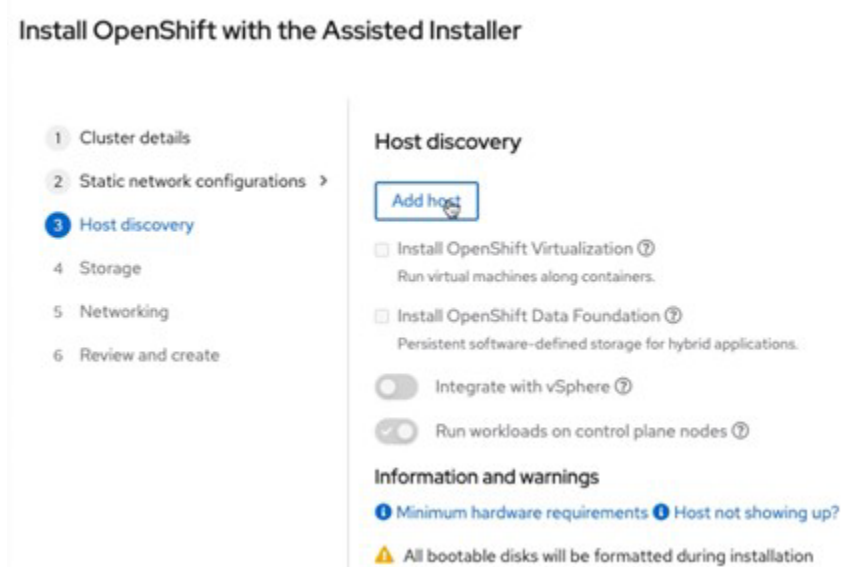 Install OpenShift with the Assisted Installer
1 Cluster details
2 Static network configurations
3 Host discovery
4 Storage
5 Networking
6 Review and create
Host discovery
Add host
Install OpenShift Virtualization
Run virtual machines along containers.
Install OpenShift Data Foundation
Persistent software-defined storage for hybrid applications.
Integrate with vSphere
Run workloads on control plane nodes
Information and warnings
Minimum hardware requirements Host not showing up?
All bootable disks will be formatted during installation